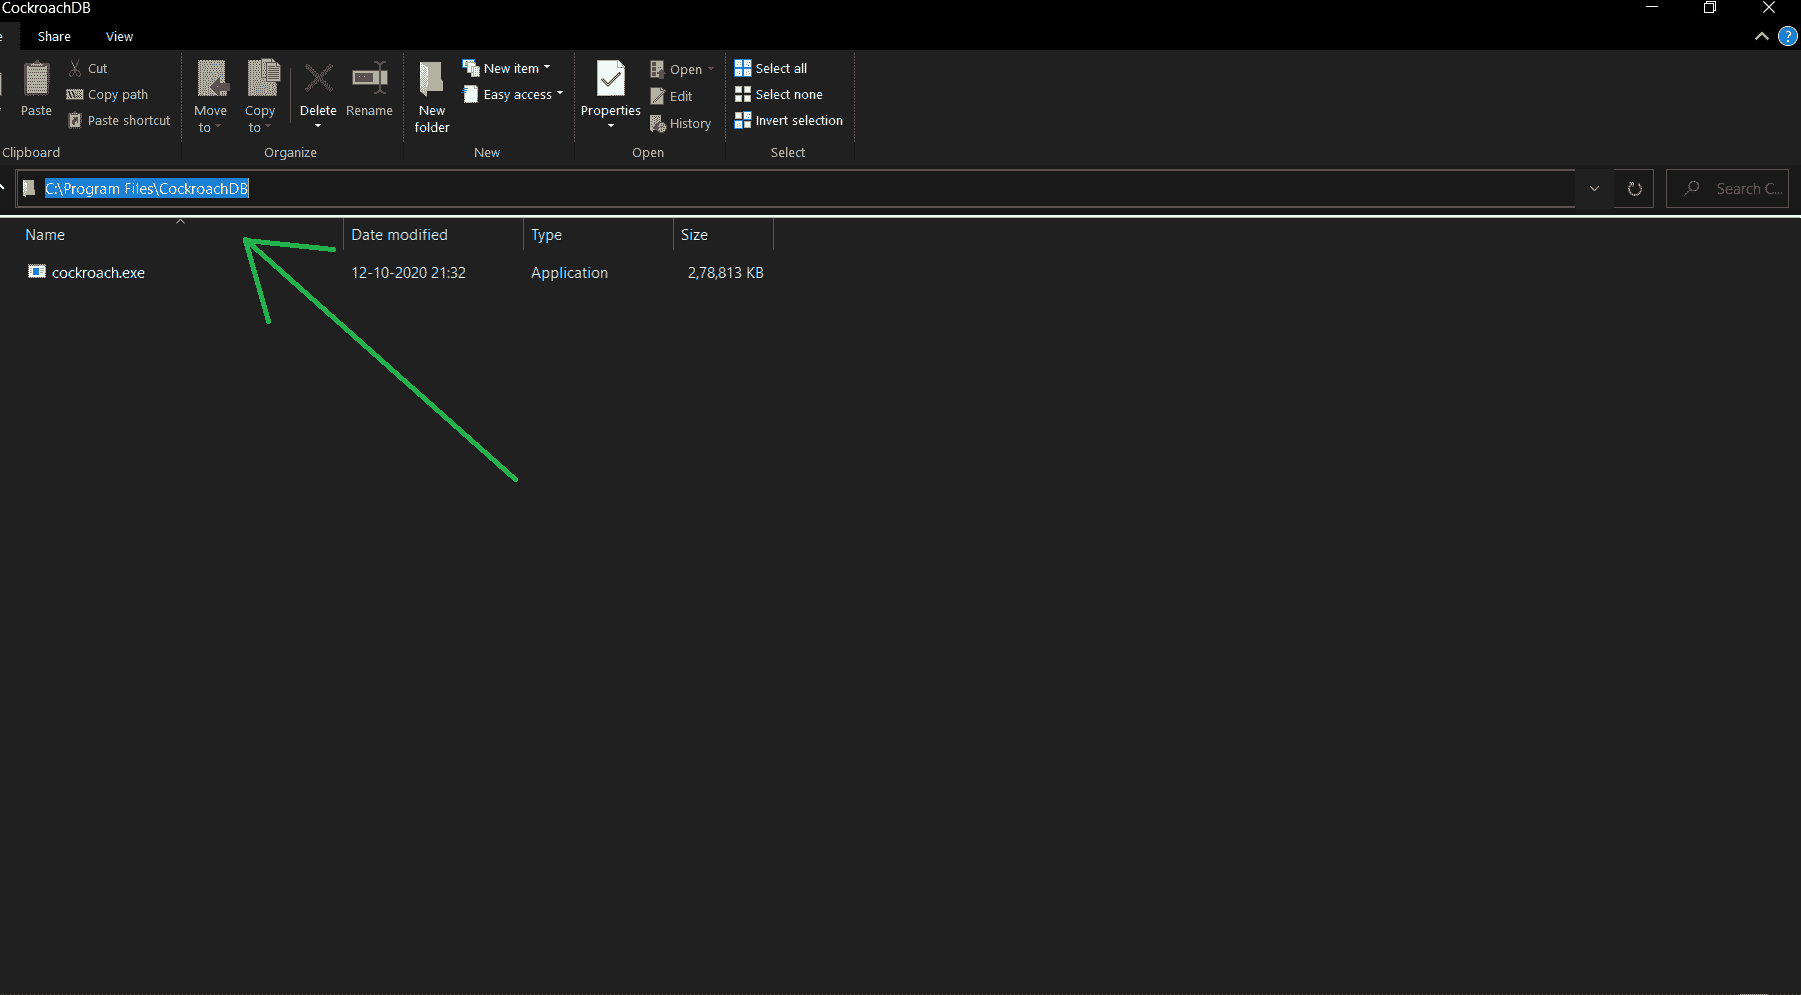 CockroachDB
Share View
Paste
Cut
Copy path
Paste shortcut
Clipboard
Move to
Copy to
Delete
Rename
Organize
New folder
New item
Easy access
New
Properties
Open
Edit
History
Open
Select all
Select none
Invert selection
Select
C:\Program Files\CockroachDB
Search C...
Name Date modified Type Size
cockroach.exe 12-10-2020 21:32 Application 2,78,813 KB